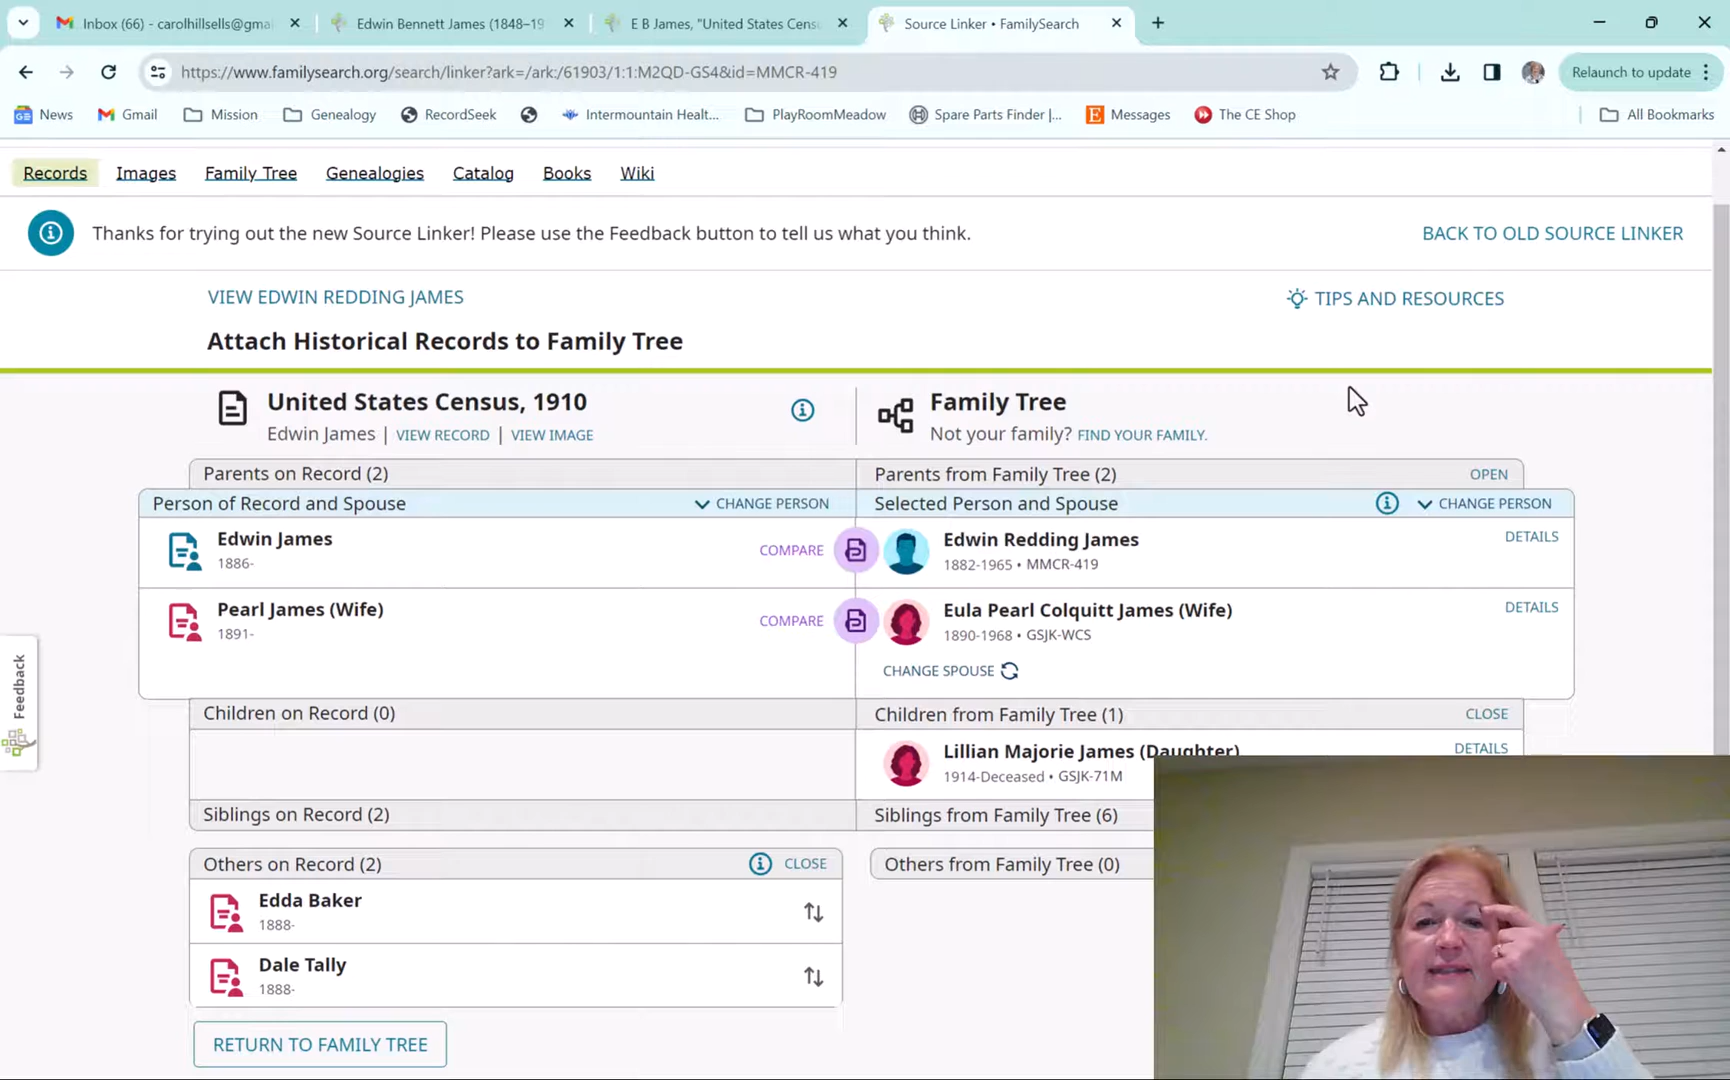 Inbox (66) - carolhillsells@gmai
Edwin Bennett James (1848–19
E B James, "United States Cens
Source Linker • FamilySearch
https://www.familysearch.org/search/linker?ark=/ark:/61903/1:1:M2QD-GS4&id=MMCR-419
Relaunch to update
News
Gmail
Mission
Genealogy
RecordSeek
Intermountain Healt...
PlayRoomMeadow
Spare Parts Finder |...
Messages
The CE Shop
All Bookmarks
Records
Images
Family Tree
Genealogies
Catalog
Books
Wiki
Thanks for trying out the new Source Linker! Please use the Feedback button to tell us what you think.
BACK TO OLD SOURCE LINKER
VIEW EDWIN REDDING JAMES
TIPS AND RESOURCES
Attach Historical Records to Family Tree
United States Census, 1910
Edwin James | VIEW RECORD | VIEW IMAGE
Family Tree
Not your family? FIND YOUR FAMILY.
Parents on Record (2)
Parents from Family Tree (2)
OPEN
Person of Record and Spouse
CHANGE PERSON
Selected Person and Spouse
CHANGE PERSON
Edwin James
1886-
COMPARE
Edwin Redding James
1882-1965 • MMCR-419
DETAILS
Pearl James (Wife)
1891-
COMPARE
Eula Pearl Colquitt James (Wife)
1890-1968 • GSJK-WCS
DETAILS
CHANGE SPOUSE
Children on Record (0)
Children from Family Tree (1)
CLOSE
Lillian Majorie James (Daughter)
1914-Deceased • GSJK-71M
DETAILS
Siblings on Record (2)
Siblings from Family Tree (6)
Others on Record (2)
CLOSE
Others from Family Tree (0)
Edda Baker
1888-
Dale Tally
1888-
RETURN TO FAMILY TREE
Feedback